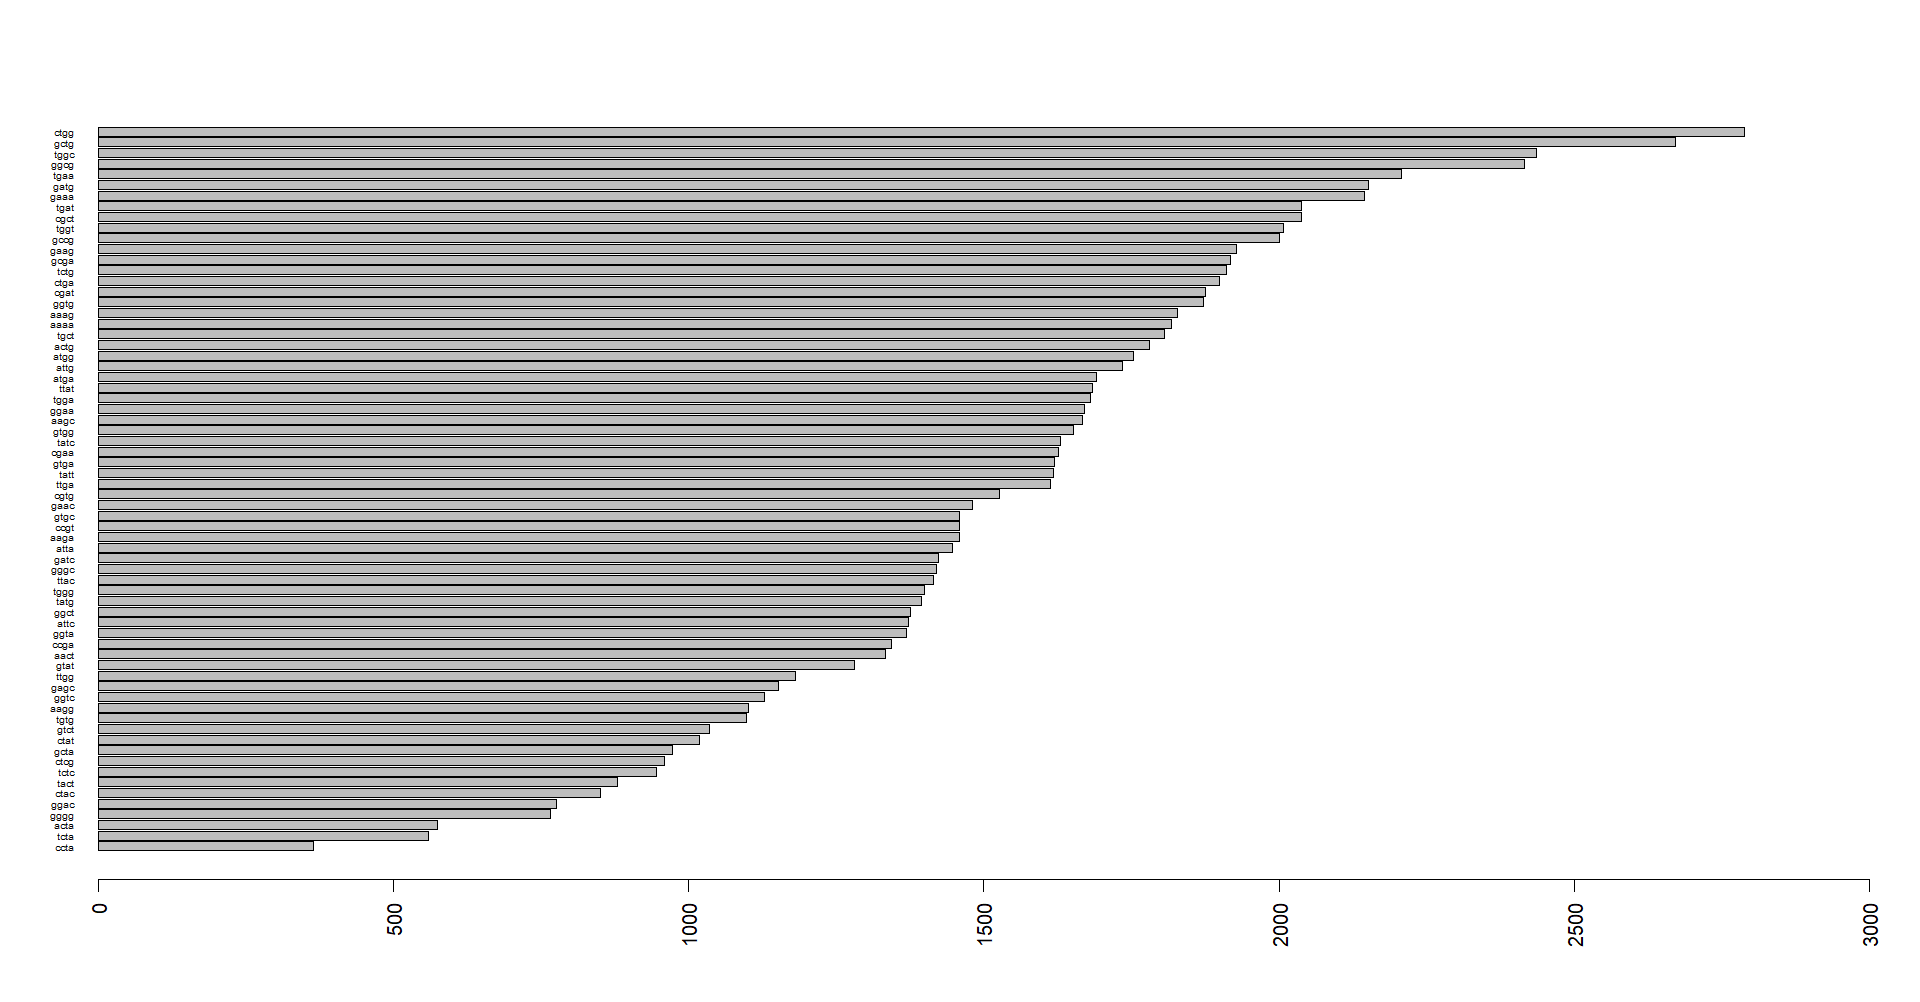 ctgg
gctg
tggc
ggcg
tgaa
gatg
gaaa
tgat
cgct
tggt
gccg
gaag
gcga
tctg
ctga
cgat
ggtg
aaag
aaaa
tgct
actg
atgg
attg
atga
ttat
tgga
ggaa
aagc
gtgg
tatc
cgaa
gtga
tatt
ttga
cgtg
gaac
gtgc
ccgt
aaga
atta
gatc
gggc
ttac
tggg
tatg
ggct
attc
ggta
ccga
aact
gtat
ttgg
gagc
ggtc
aagg
tgtg
gtct
ctat
gcta
ctcg
tctc
tact
ctac
ggac
gggg
acta
tcta
ccta
0 500 1000 1500 2000 2500 3000